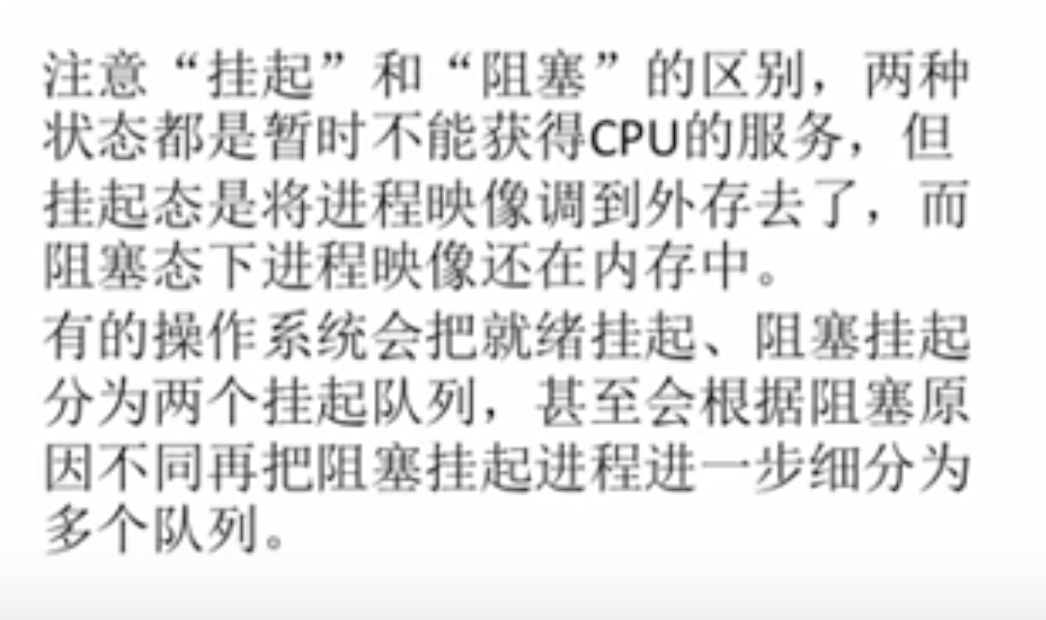 注意“挂起”和“阻塞”的区别，两种
状态都是暂时不能获得CPU的服务，但
挂起态是将进程映像调到外存去了，而
阻塞态下进程映像还在内存中。
有的操作系统会把就绪挂起、阻塞挂起
分为两个挂起队列，甚至会根据阻塞原
因不同再把阻塞挂起进程进一步细分为
多个队列。